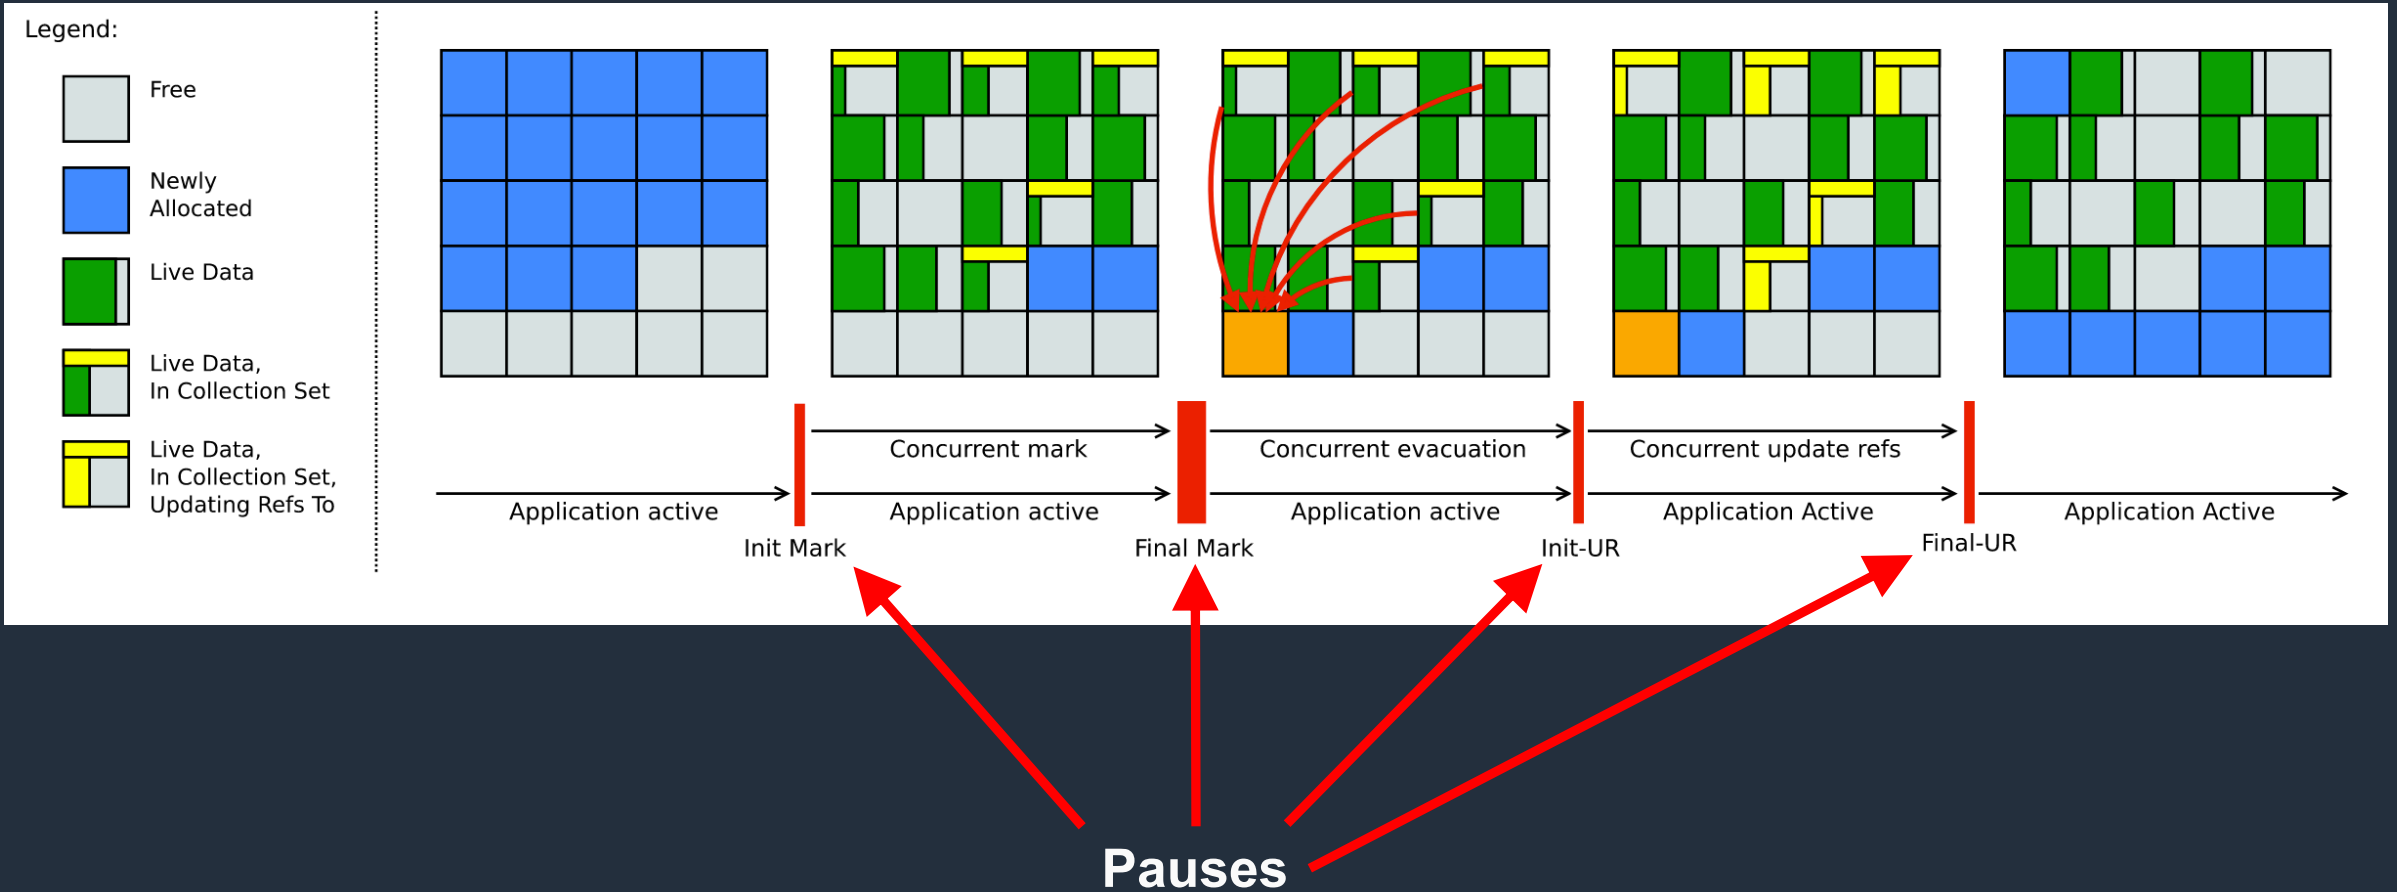 Legend:
Free
Newly
Allocated
Live Data
Live Data,
In Collection Set
Live Data,
In Collection Set,
Updating Refs To
Concurrent mark
Concurrent evacuation
Concurrent update refs
Application active
Application active
Application active
Application Active
Application Active
Init Mark
Final Mark
Init-UR
Final-UR
Pauses